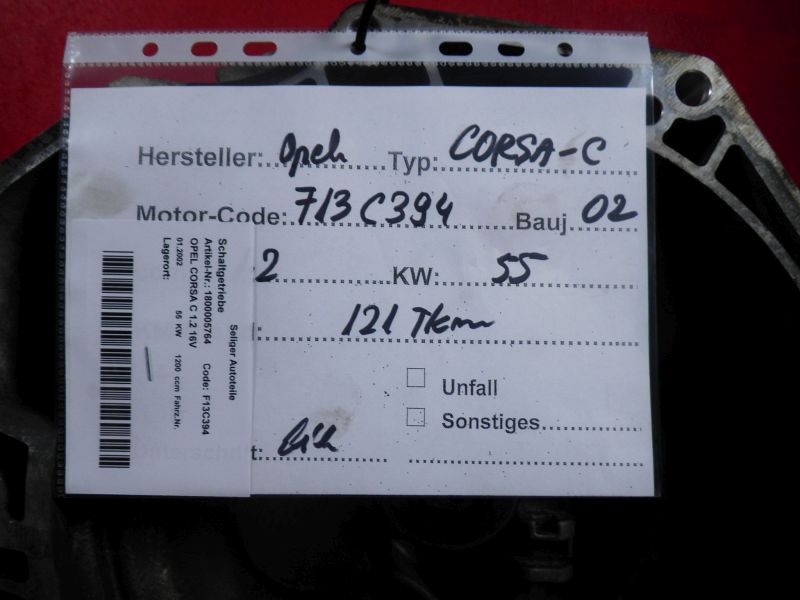 Hersteller: Opel Typ: CORSA-C
Motor-Code: F13C394 Bauj 02
2 KW: 55
121 Tkm
Unfall
Sonstiges
t:
Seliger Autoteile
Schaltgetriebe
Artikel-Nr.: 1800005764 Code: F13C394
OPEL CORSA C 1.2 16V
01.2002 55 KW 1200 ccm Fahrz.Nr.
Lagerort: